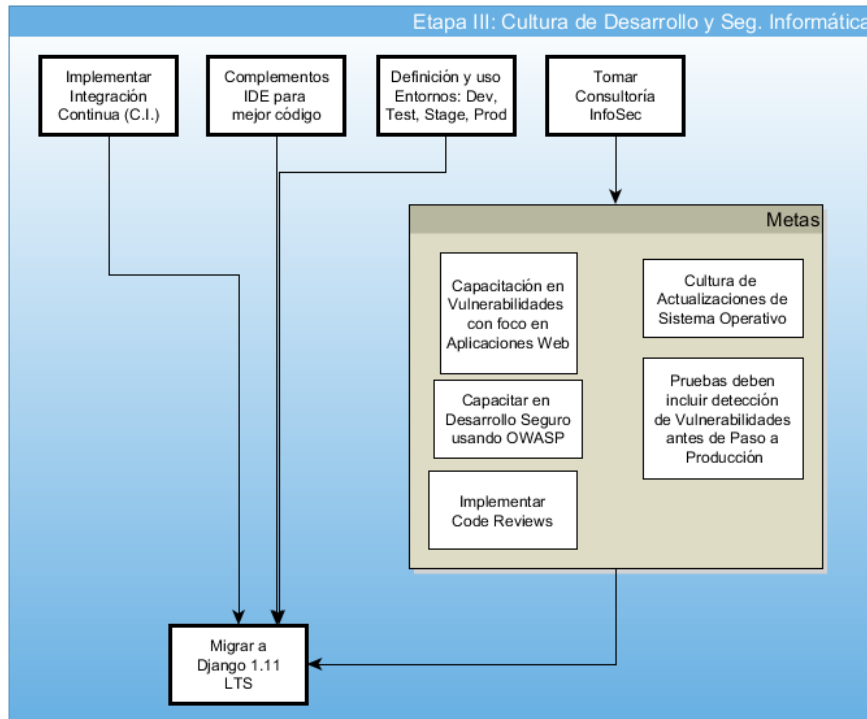 Etapa III: Cultura de Desarrollo y Seg. Informática
Implementar
Integración
Continua (C.I.)
Complementos
IDE para
mejor código
Definición y uso
Entornos: Dev,
Test, Stage, Prod
Tomar
Consultoría
InfoSec
Metas
Capacitación en
Vulnerabilidades
con foco en
Aplicaciones Web
Capacitar en
Desarrollo Seguro
usando OWASP
Implementar
Code Reviews
Cultura de
Actualizaciones de
Sistema Operativo
Pruebas deben
incluir detección
de Vulnerabilidades
antes de Paso a
Producción
Migrar a
Django 1.11
LTS